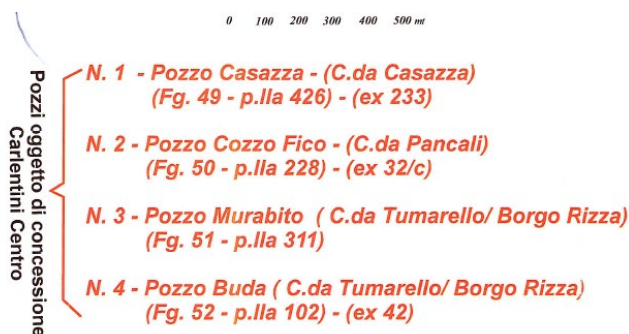 0 100 200 300 400 500 mt
Pozzi oggetto di concessione
Carlentini Centro
N. 1 - Pozzo Casazza - (C.da Casazza)
(Fg. 49 - p.lla 426) - (ex 233)
N. 2 - Pozzo Cozzo Fico - (C.da Pancali)
(Fg. 50 - p.lla 228) - (ex 32/c)
N. 3 - Pozzo Murabito ( C.da Tumarello/ Borgo Rizza)
(Fg. 51 - p.lla 311)
N. 4 - Pozzo Buda ( C.da Tumarello/ Borgo Rizza)
(Fg. 52 - p.lla 102) - (ex 42)